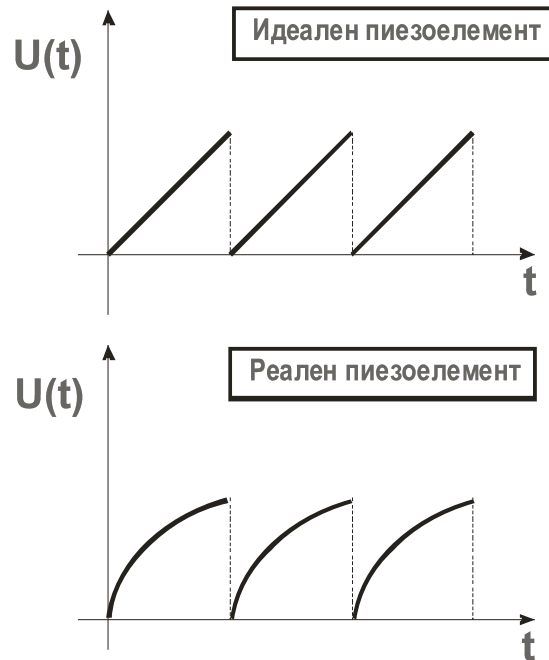 Идеален пиезоелемент
U(t)
t
Реален пиезоелемент
U(t)
t